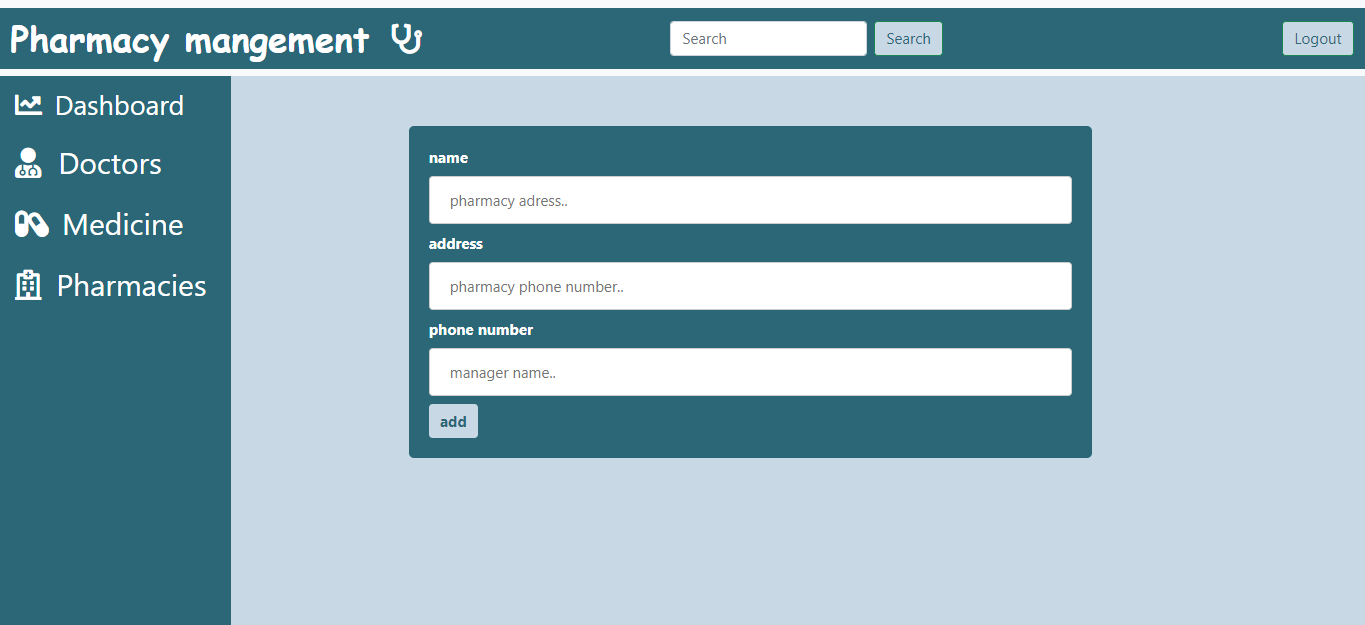 Pharmacy mangement
Search
Search
Logout
Dashboard
Doctors
Medicine
Pharmacies
name
pharmacy adress..
address
pharmacy phone number..
phone number
manager name..
add